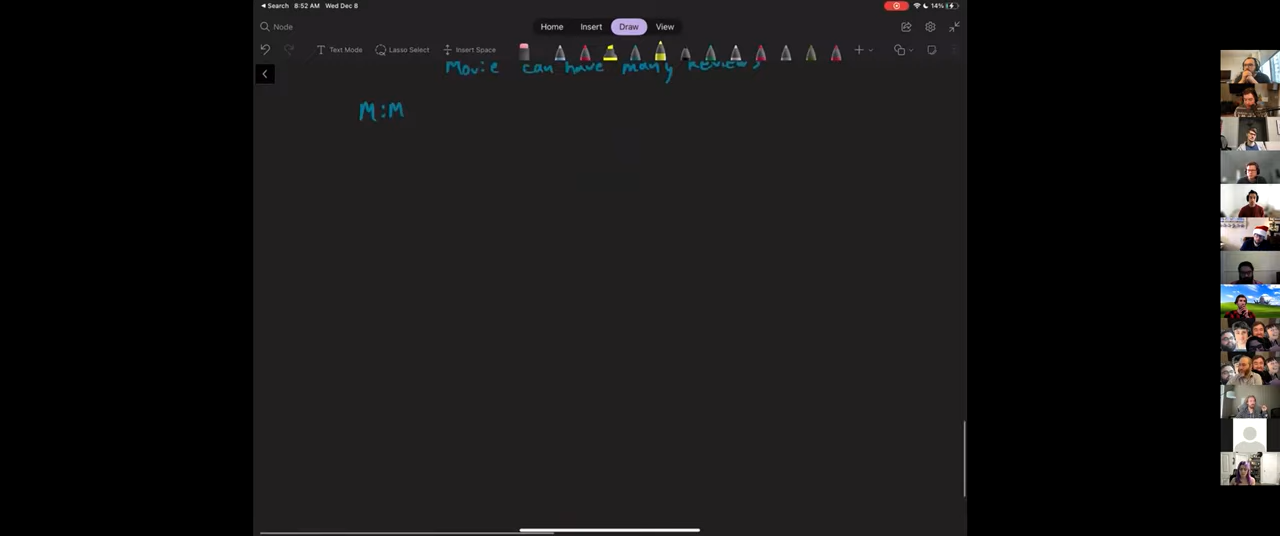 Search 8:52 AM Wed Dec 8 14%
Node Home Insert Draw View
Text Mode Lasso Select Insert Space
Movie can have many Reviews
M:M